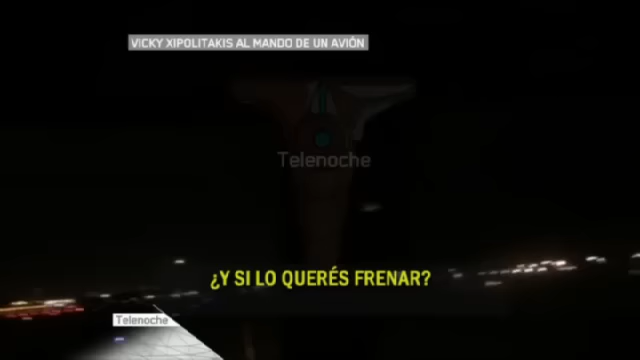 VICKY XIPOLITAKIS AL MANDO DE UN AVIÓN
Telenoche
¿Y SI LO QUERÉS FRENAR?
Telenoche